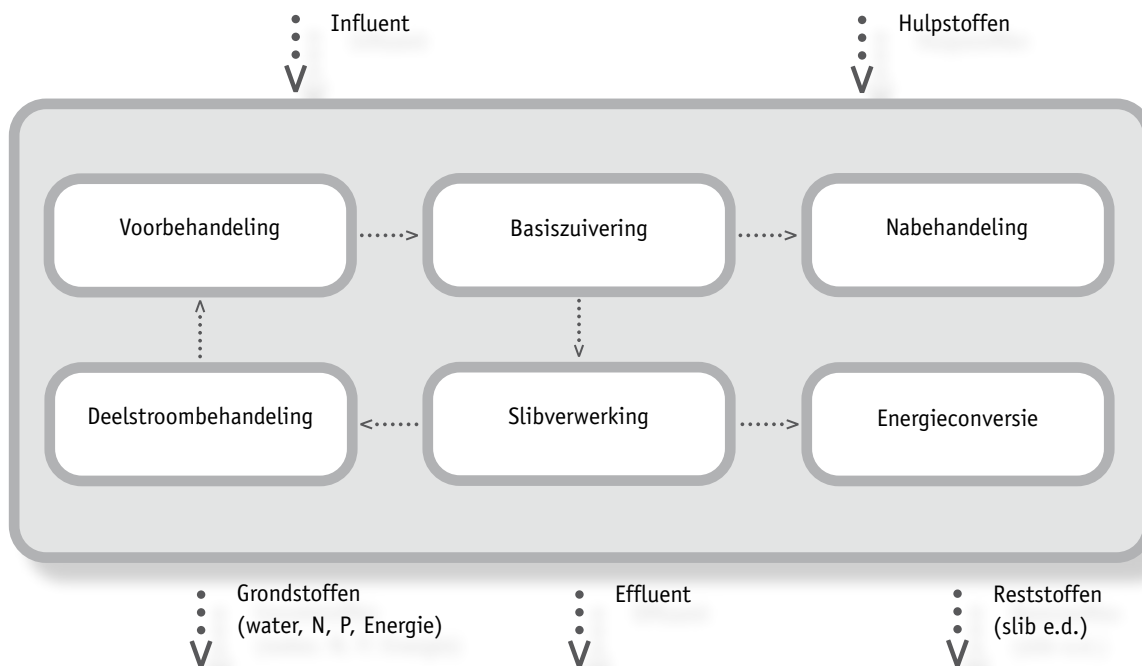 Influent
Hulpstoffen
Voorbehandeling
Basiszuivering
Nabehandeling
Deelstroombehandeling
Slibverwerking
Energieconversie
Grondstoffen
(water, N, P, Energie)
Effluent
Reststoffen
(slib e.d.)